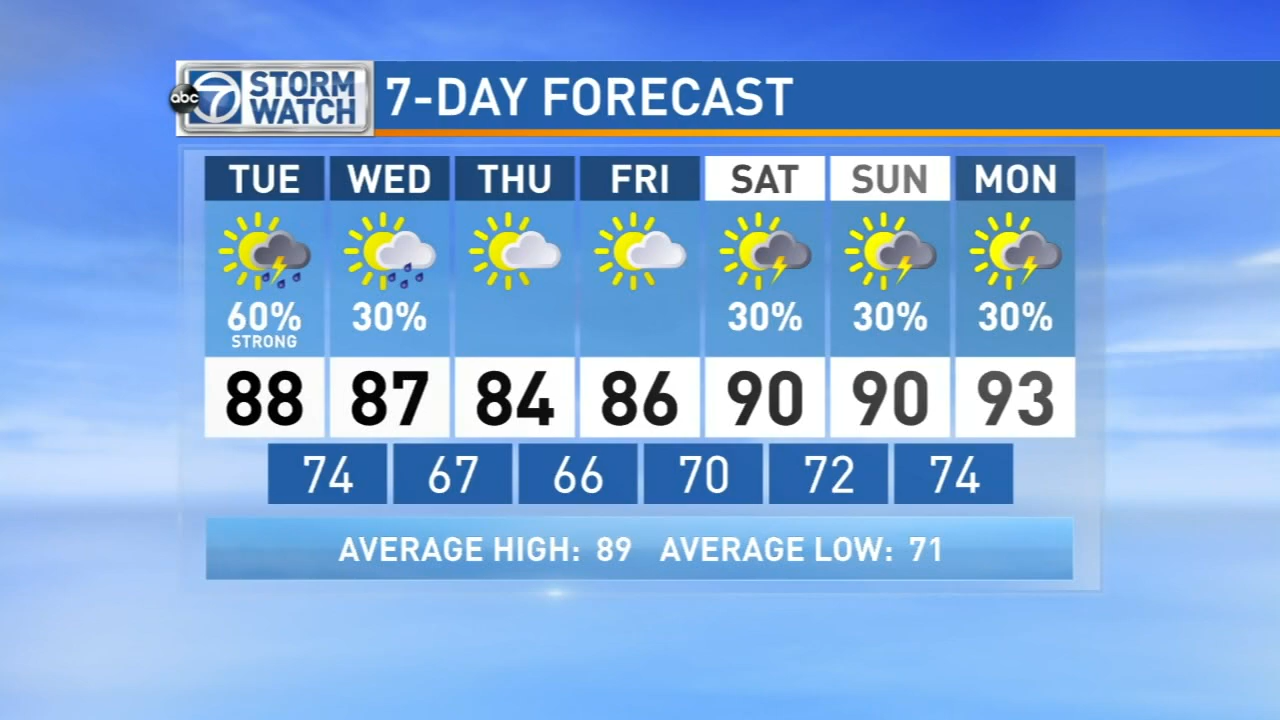 abc 7 STORM WATCH
7-DAY FORECAST
TUE WED THU FRI SAT SUN MON
60% 30% 30% 30% 30%
STRONG
88 87 84 86 90 90 93
74 67 66 70 72 74
AVERAGE HIGH: 89 AVERAGE LOW: 71